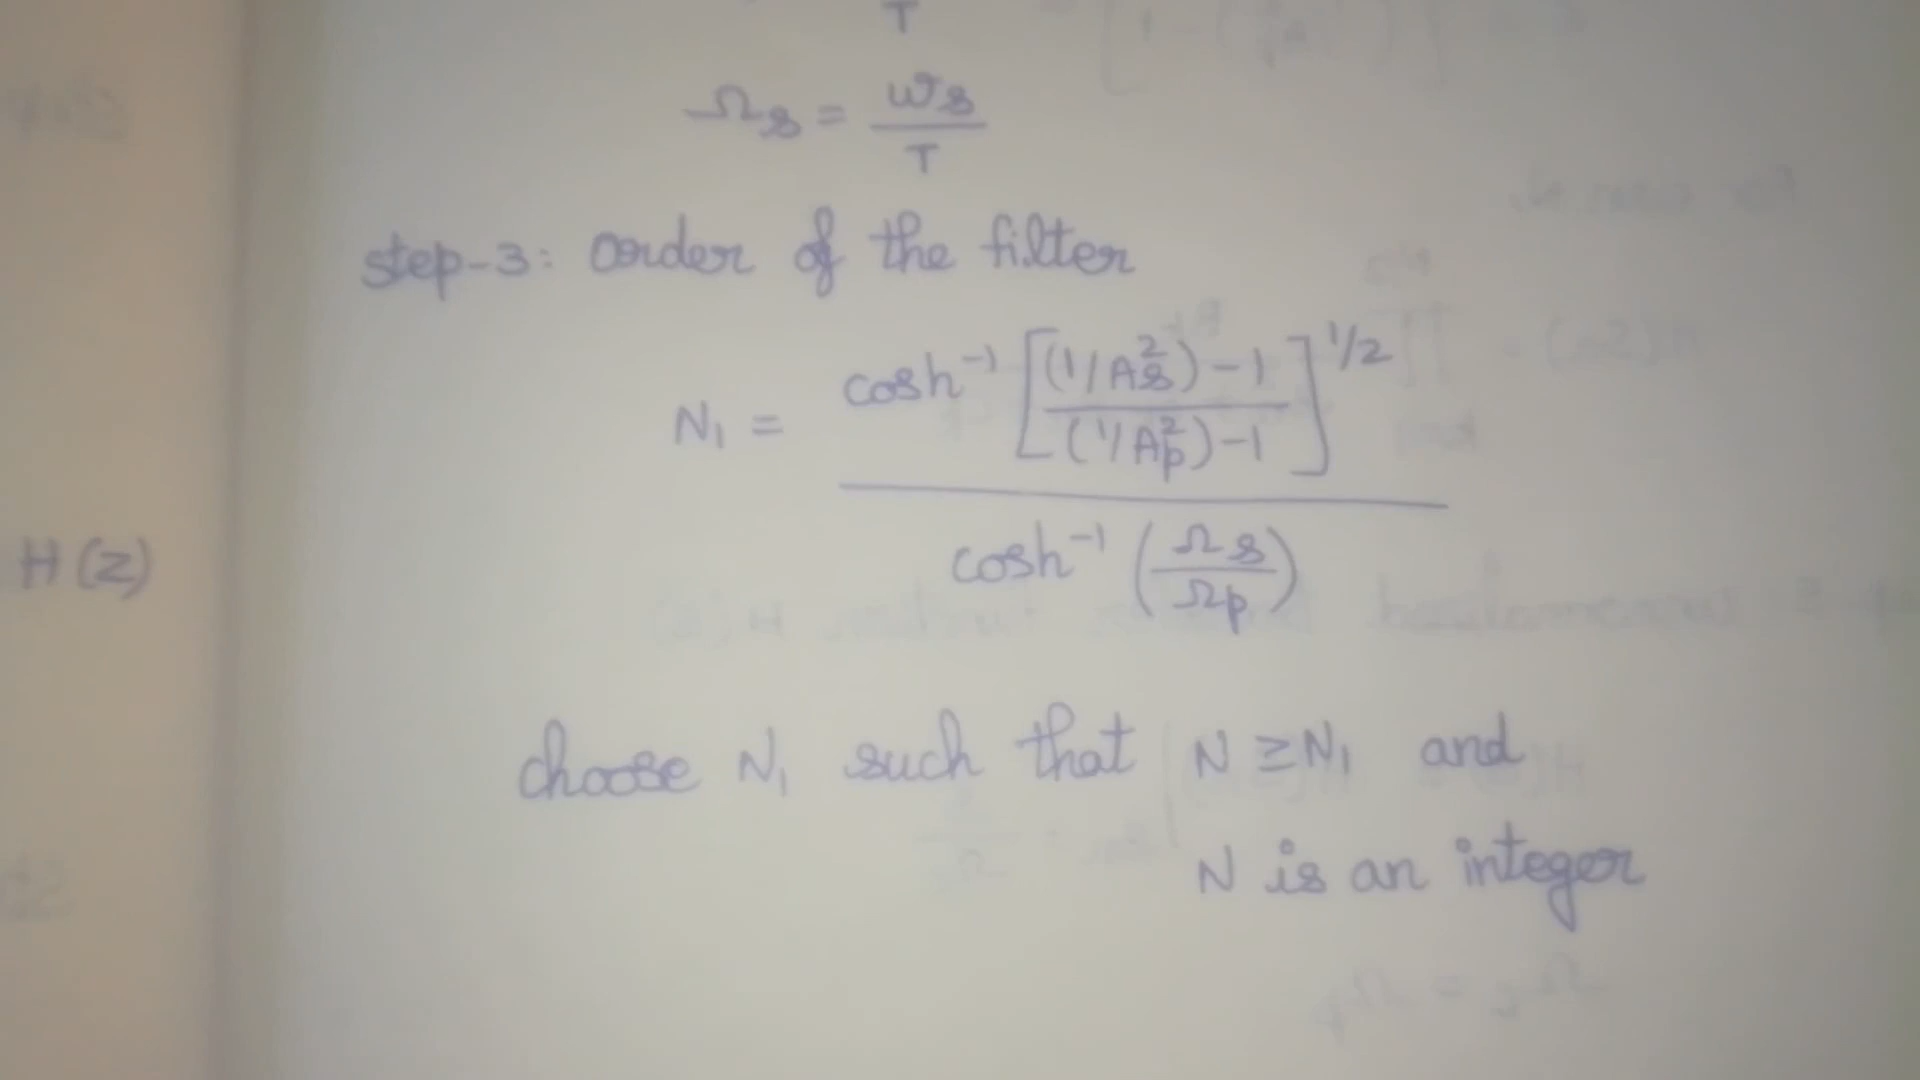 T
Ωs = ωs / T
step-3: order of the filter
N₁ = cosh⁻¹ [((1/As²) - 1) / ((1/Ap²) - 1)]^1/2 / cosh⁻¹ (Ωs / Ωp)
H(z)
choose N₁ such that N ≥ N₁ and
N is an integer